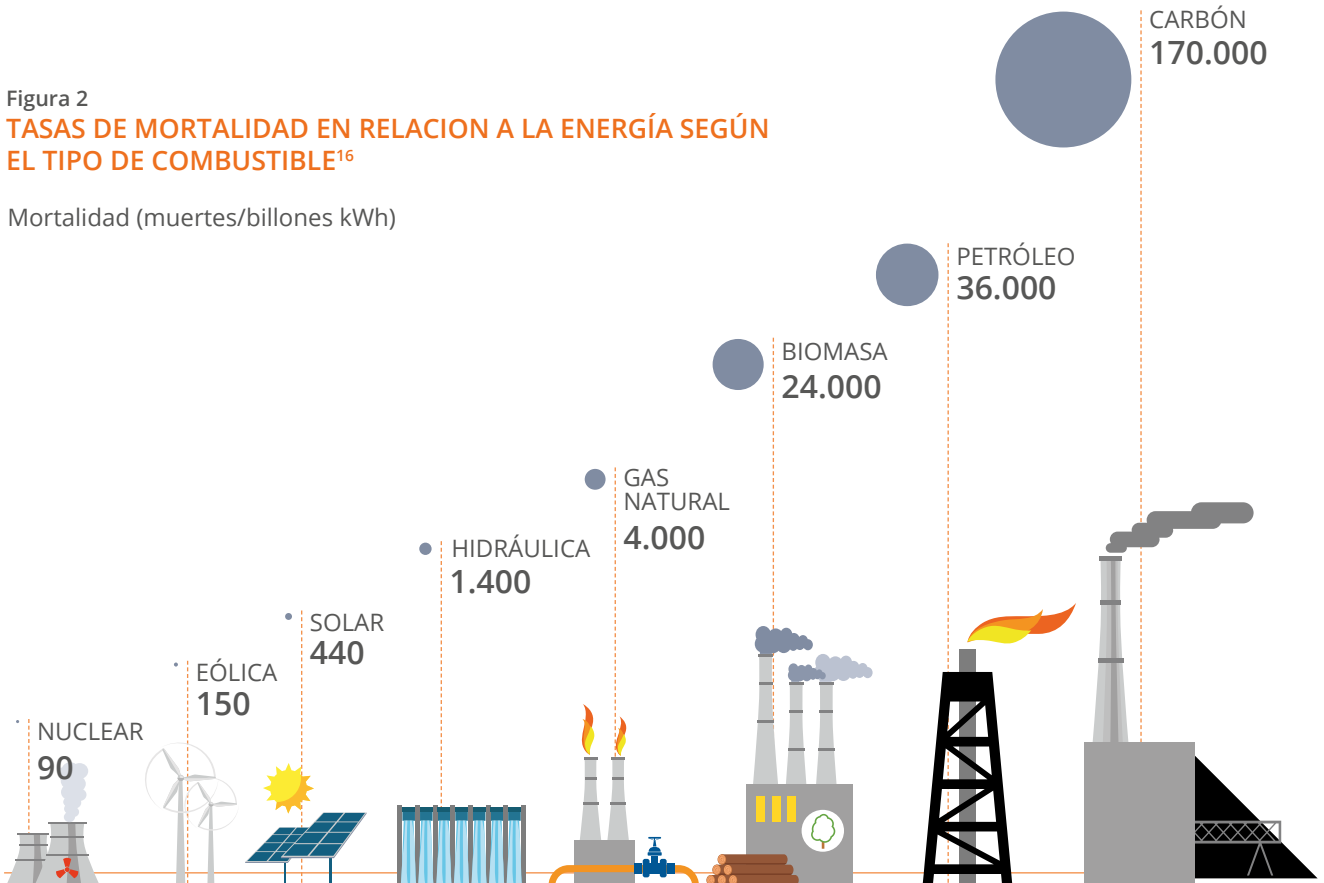 Figura 2
TASAS DE MORTALIDAD EN RELACION A LA ENERGÍA SEGÚN
EL TIPO DE COMBUSTIBLE16
Mortalidad (muertes/billones kWh)
NUCLEAR
90
EÓLICA
150
SOLAR
440
HIDRÁULICA
1.400
GAS
NATURAL
4.000
BIOMASA
24.000
PETRÓLEO
36.000
CARBÓN
170.000